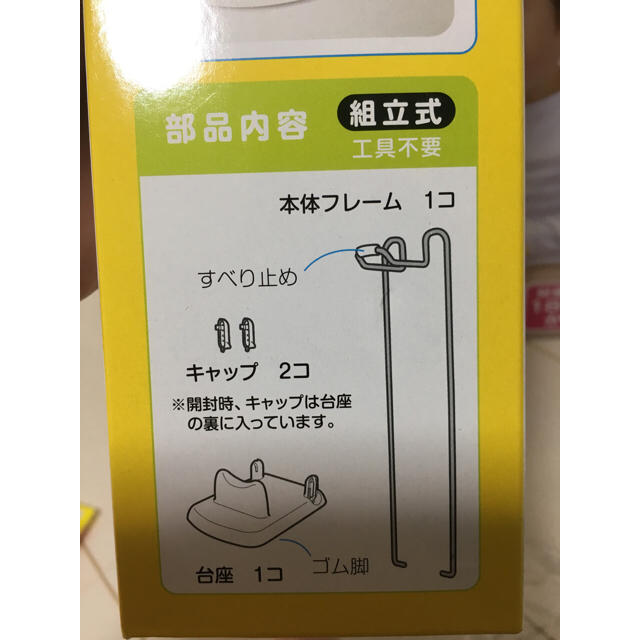 部品内容
組立式
工具不要
本体フレーム 1コ
すべり止め
キャップ 2コ
※開封時、キャップは台座
の裏に入っています。
ゴム脚
台座 1コ